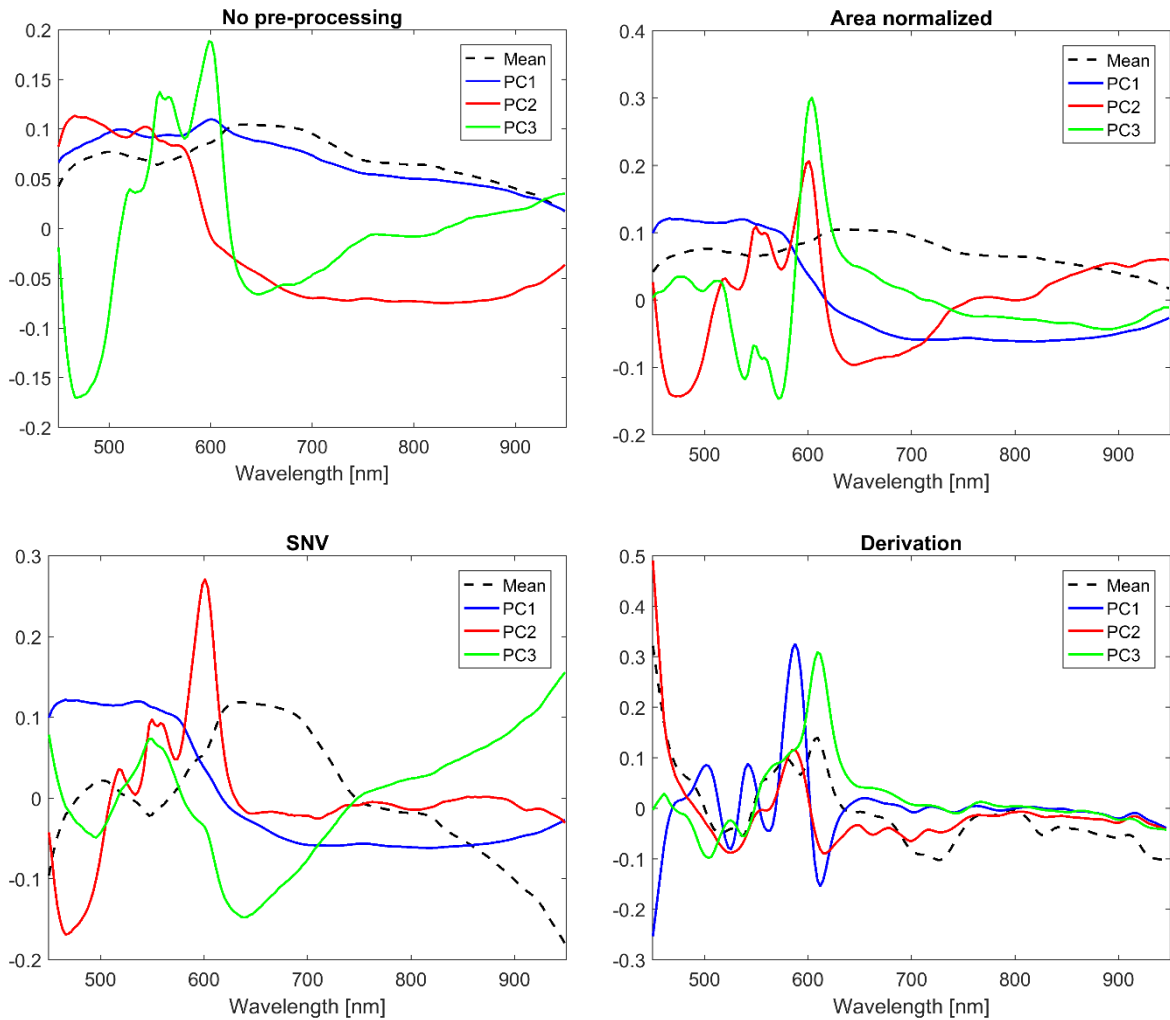 No pre-processing
0.2
0.15
0.1
0.05
0
-0.05
-0.1
-0.15
-0.2
500 600 700 800 900
Wavelength [nm]
Mean
PC1
PC2
PC3
Area normalized
0.4
0.3
0.2
0.1
0
-0.1
-0.2
500 600 700 800 900
Wavelength [nm]
Mean
PC1
PC2
PC3
SNV
0.3
0.2
0.1
0
-0.1
-0.2
500 600 700 800 900
Wavelength [nm]
Mean
PC1
PC2
PC3
Derivation
0.5
0.4
0.3
0.2
0.1
0
-0.1
-0.2
-0.3
500 600 700 800 900
Wavelength [nm]
Mean
PC1
PC2
PC3